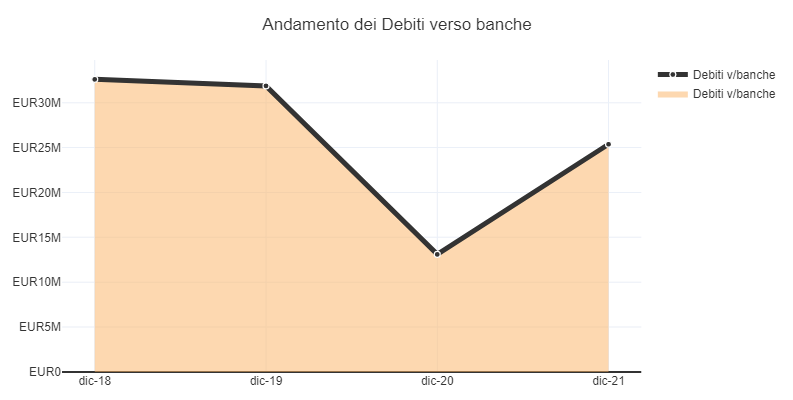 Andamento dei Debiti verso banche
Debiti v/banche
Debiti v/banche
EUR30M
EUR25M
EUR20M
EUR15M
EUR10M
EUR5M
EUR0
dic-18 dic-19 dic-20 dic-21